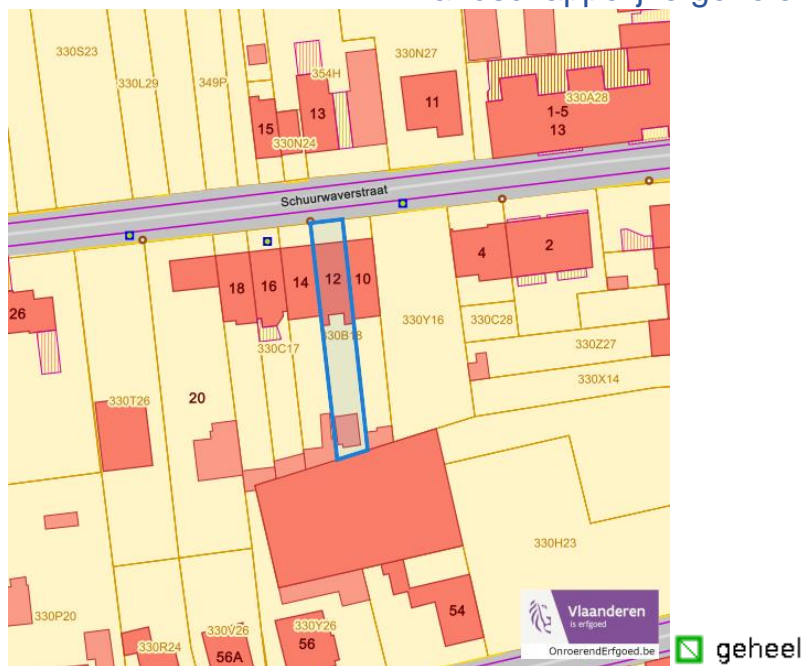 330S23
330L29
349P
354H
330N27
330A28
1-5
13
11
13
15
330N24
Schuurwaverstraat
18
16
14
12
10
4
2
26
330C17
330B18
330Y16
330C28
330Z27
330X14
330T26
20
330H23
330P20
330R24
330V26
56A
330Y26
56
54
Vlaanderen
is erfgoed
OnroerendErfgoed.be
geheel